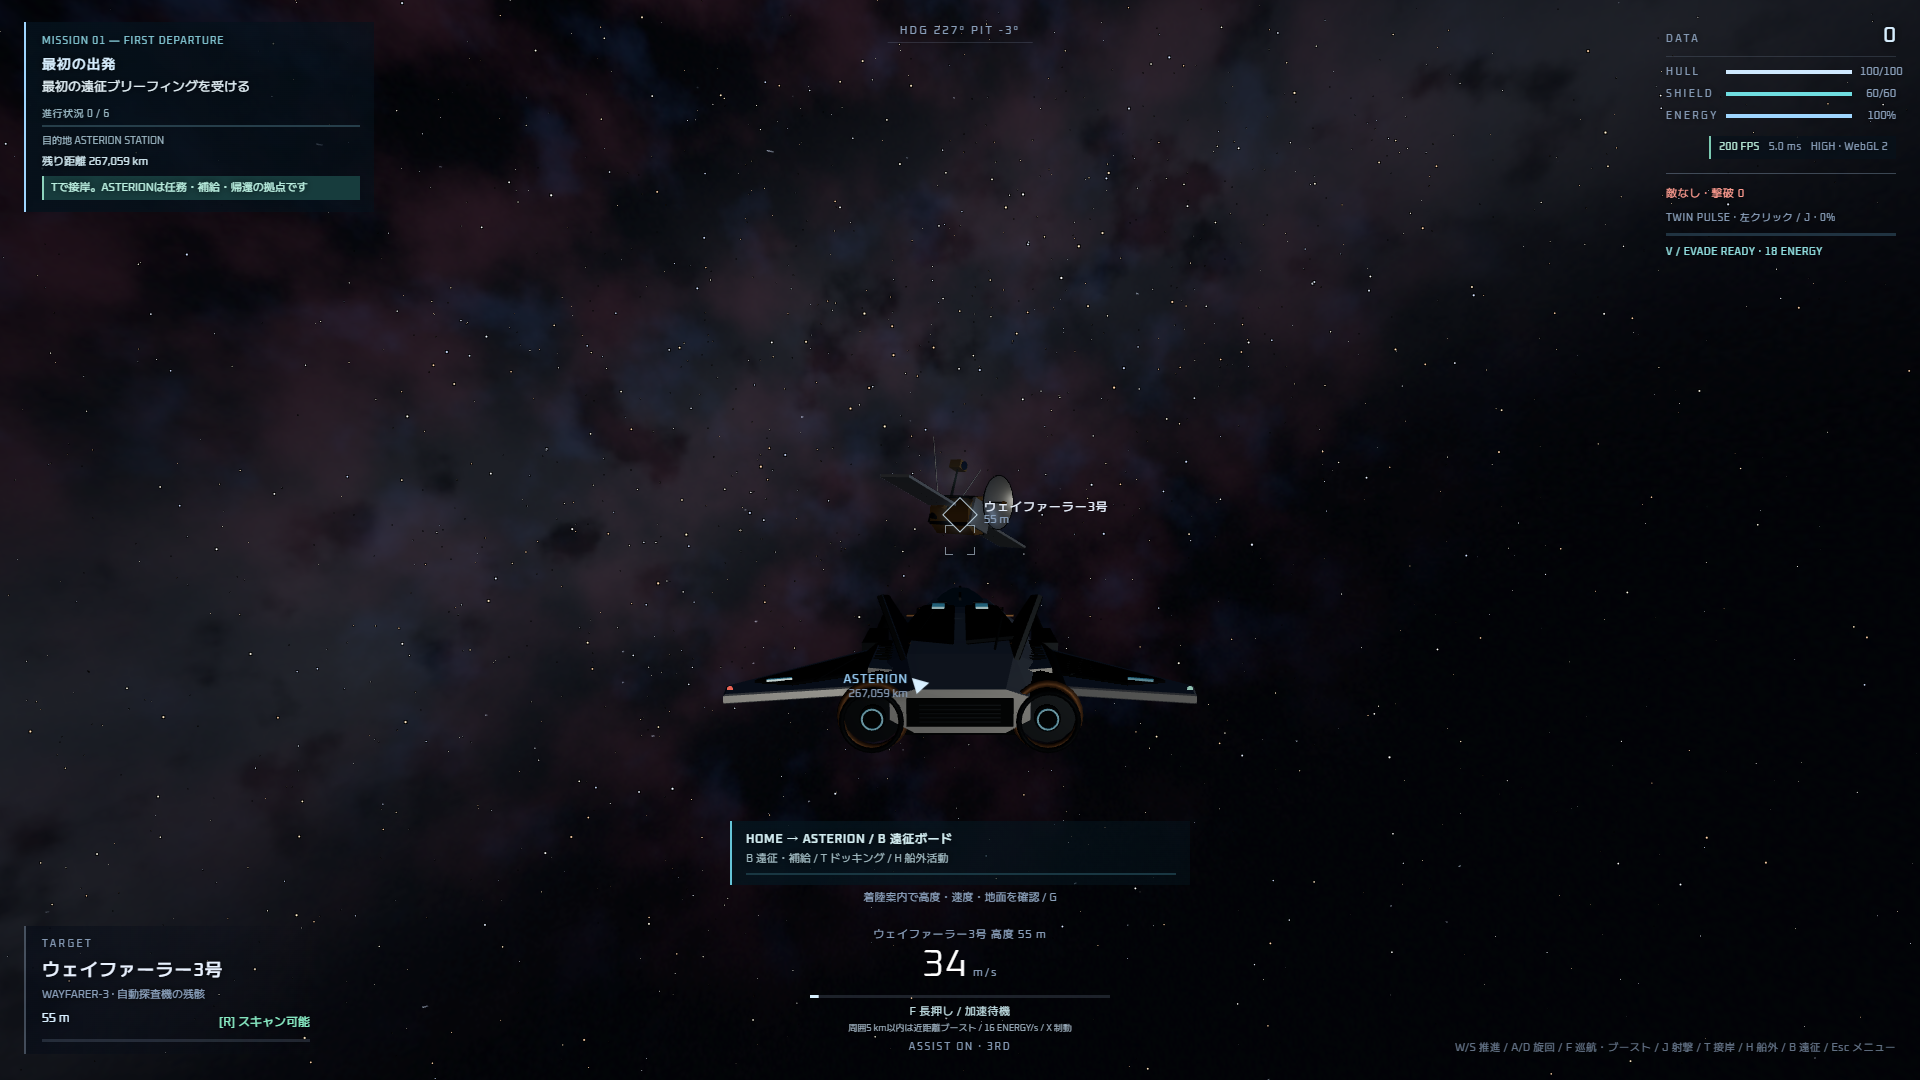 MISSION 01 — FIRST DEPARTURE
最初の出発
最初の遠征ブリーフィングを受ける
進行状況 0 / 6
目的地 ASTERION STATION
残り距離 267,059 km
Tで接岸。ASTERIONは任務・補給・帰還の拠点です
HDG 227° PIT -3°
DATA 0
HULL 100/100
SHIELD 60/60
ENERGY 100%
200 FPS 5.0 ms HIGH · WebGL 2
敵なし · 撃破 0
TWIN PULSE · 左クリック / J · 0%
V / EVADE READY · 18 ENERGY
ウェイファーラー3号
55 m
ASTERION
267,059 km
HOME → ASTERION / B 遠征ボード
B 遠征・補給 / T ドッキング / H 船外活動
着陸案内で高度・速度・地面を確認 / G
ウェイファーラー3号 高度 55 m
34 m/s
F 長押し / 加速待機
周囲5 km以内は近距離ブースト / 16 ENERGY/s / X 制動
ASSIST ON · 3RD
TARGET
ウェイファーラー3号
WAYFARER-3 · 自動探査機の残骸
55 m
[R] スキャン可能
W/S 推進 / A/D 旋回 / F 巡航・ブースト / J 射撃 / T 接岸 / H 船外 / B 遠征 / Esc メニュー